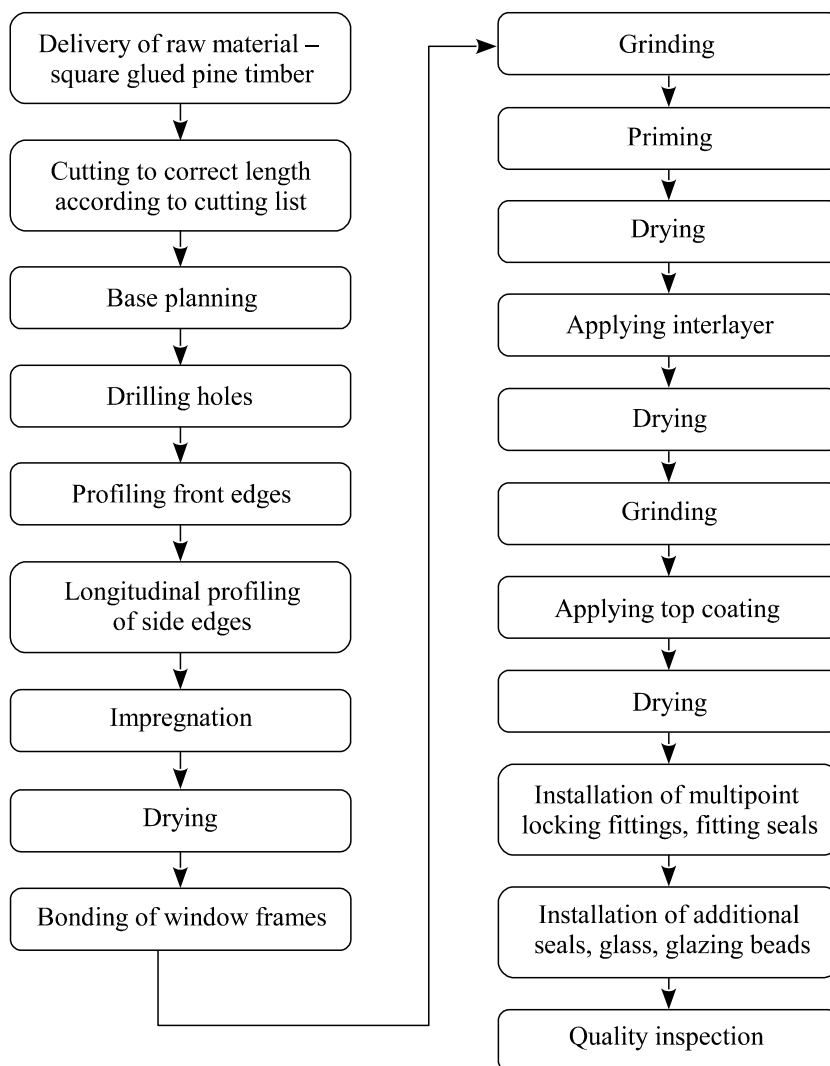 Delivery of raw material –
square glued pine timber
Cutting to correct length
according to cutting list
Base planning
Drilling holes
Profiling front edges
Longitudinal profiling
of side edges
Impregnation
Drying
Bonding of window frames
Grinding
Priming
Drying
Applying interlayer
Drying
Grinding
Applying top coating
Drying
Installation of multipoint
locking fittings, fitting seals
Installation of additional
seals, glass, glazing beads
Quality inspection